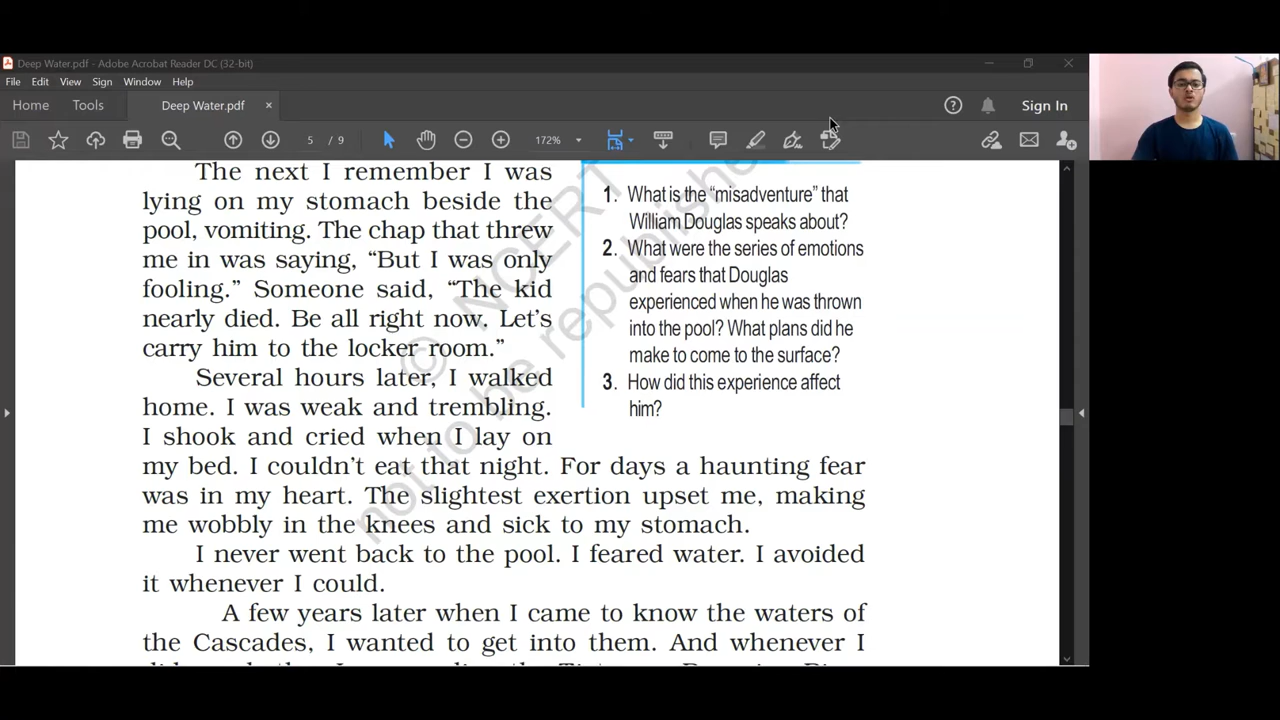 Deep Water.pdf - Adobe Acrobat Reader DC (32-bit)
File Edit View Sign Window Help
Home Tools Deep Water.pdf × Sign In
5 / 9 172%
The next I remember I was
lying on my stomach beside the
pool, vomiting. The chap that threw
me in was saying, “But I was only
fooling.” Someone said, “The kid
nearly died. Be all right now. Let’s
carry him to the locker room.”
Several hours later, I walked
home. I was weak and trembling.
I shook and cried when I lay on
my bed. I couldn’t eat that night. For days a haunting fear
was in my heart. The slightest exertion upset me, making
me wobbly in the knees and sick to my stomach.
I never went back to the pool. I feared water. I avoided
it whenever I could.
A few years later when I came to know the waters of
the Cascades, I wanted to get into them. And whenever I
1. What is the “misadventure” that
William Douglas speaks about?
2. What were the series of emotions
and fears that Douglas
experienced when he was thrown
into the pool? What plans did he
make to come to the surface?
3. How did this experience affect
him?
© NCERT
not to be republished